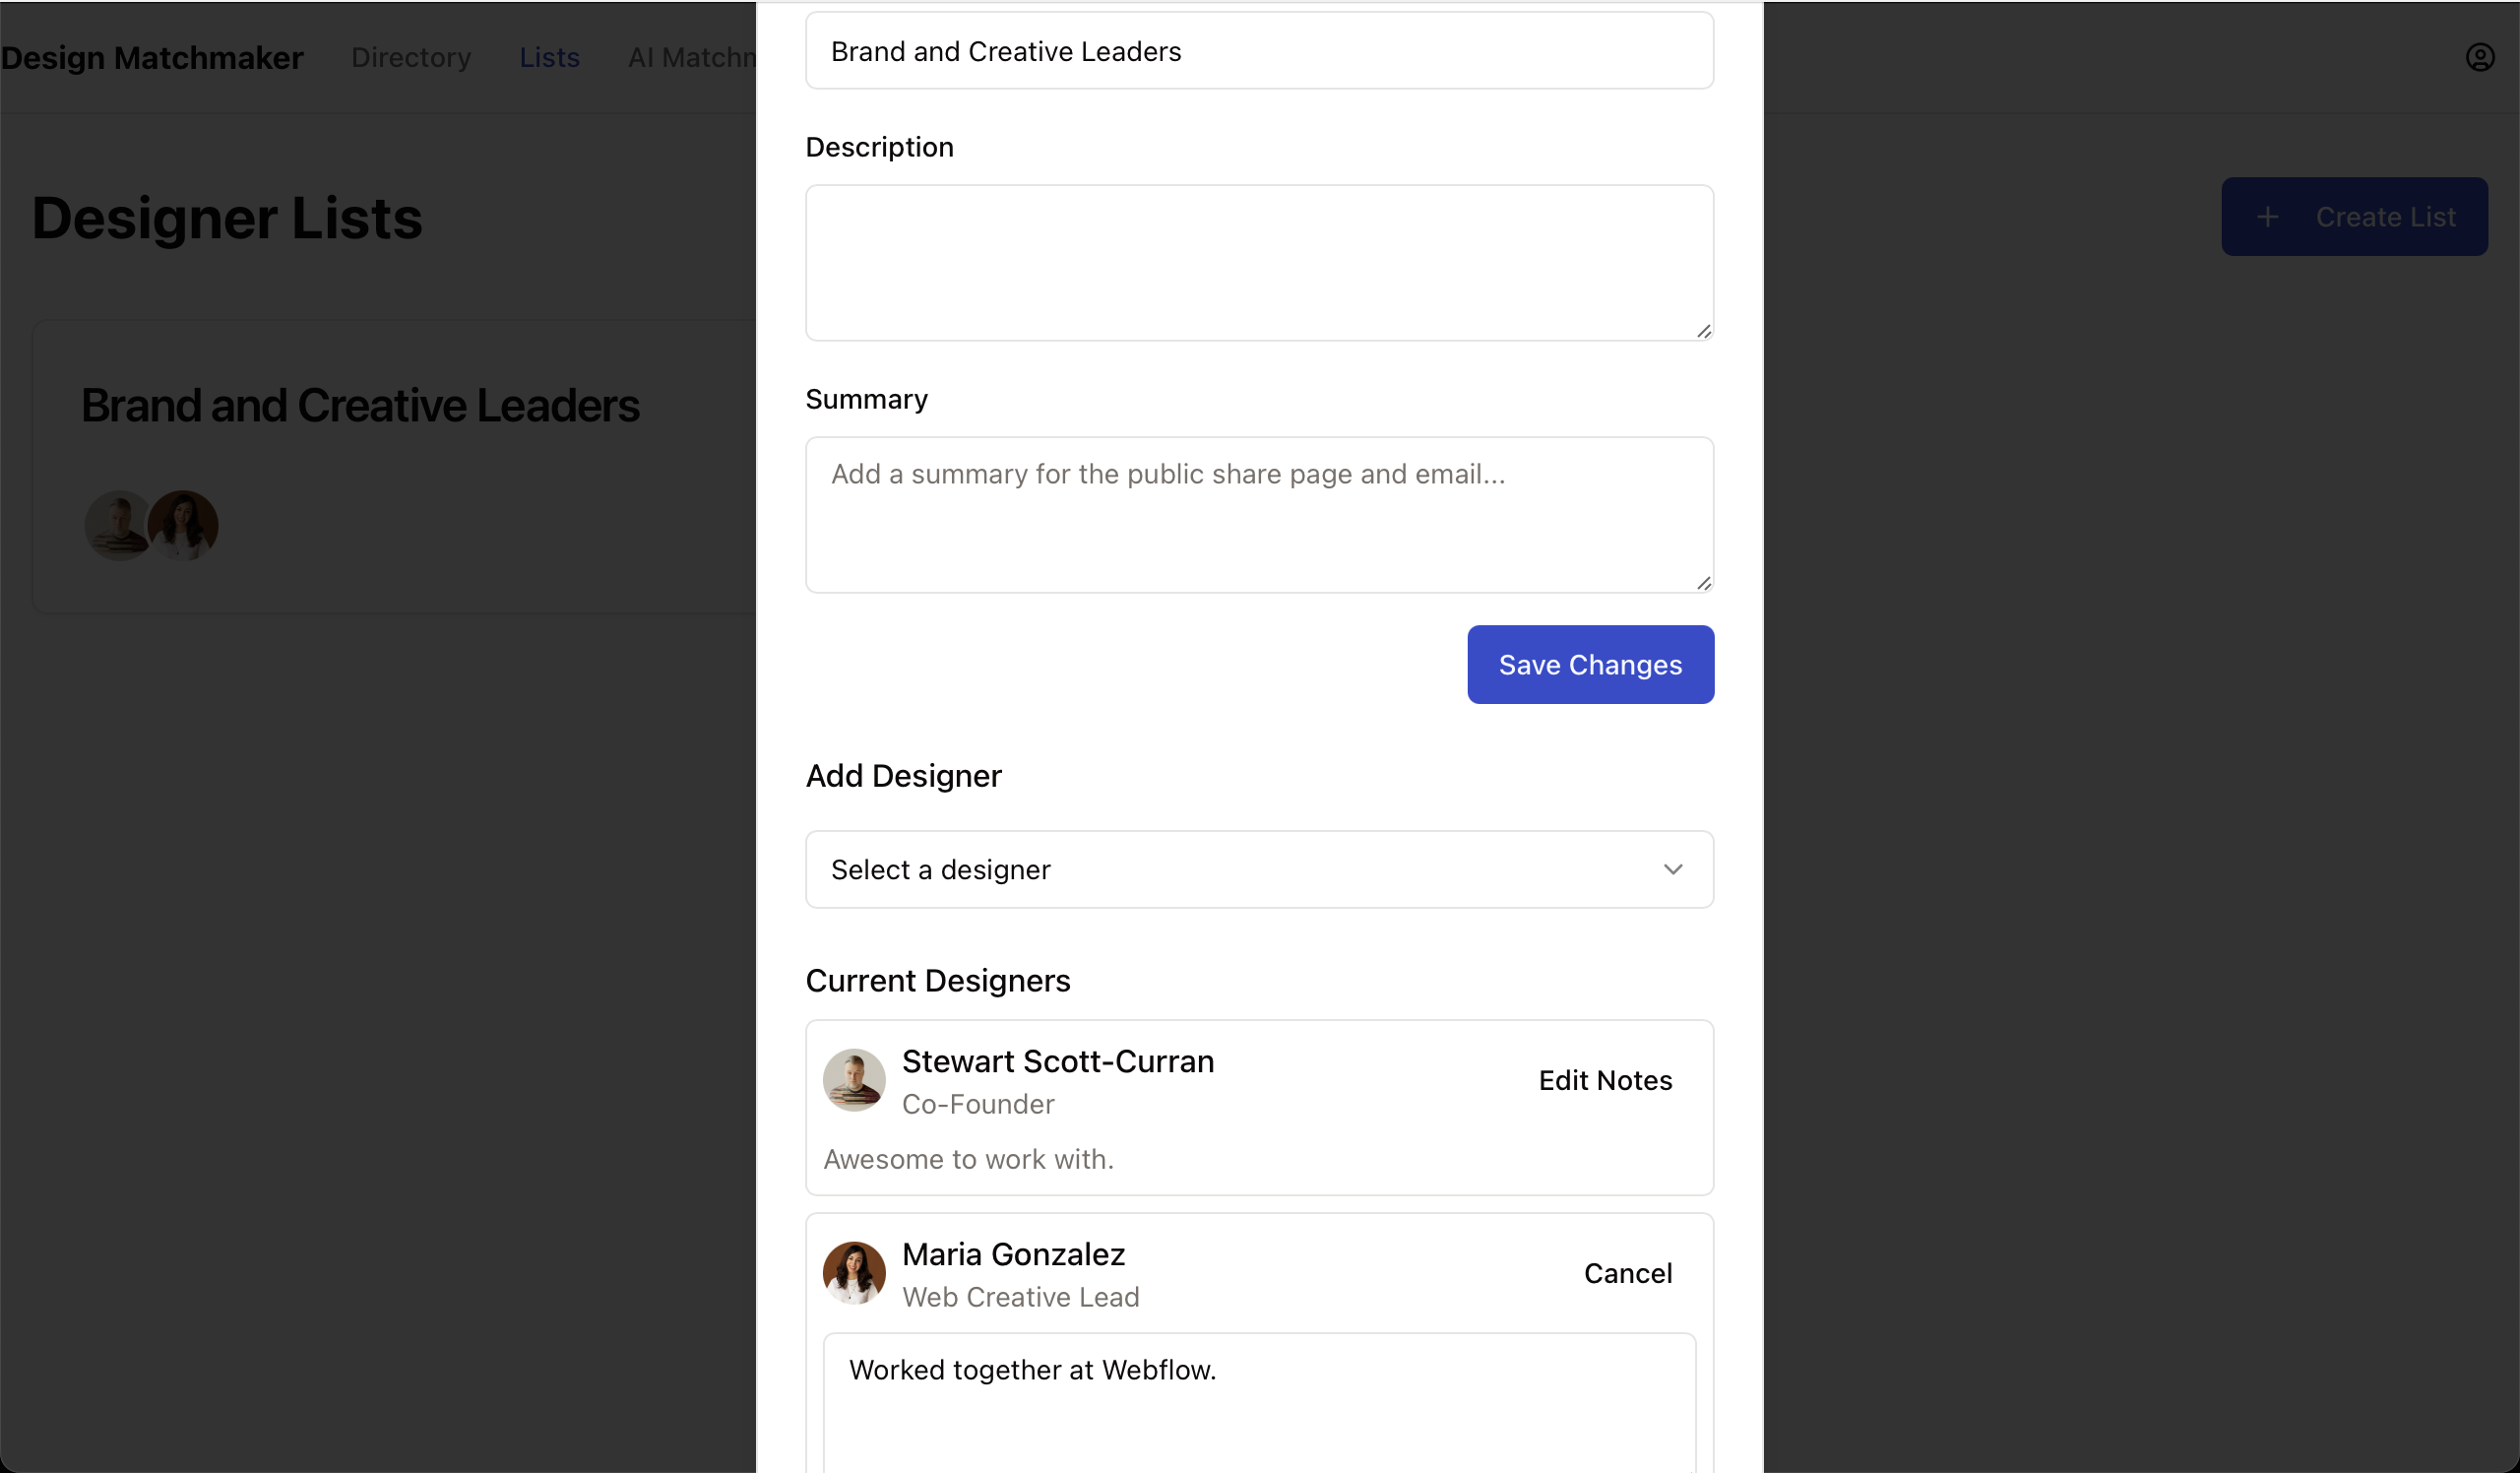 Design Matchmaker Directory Lists AI Matchm
Designer Lists
+ Create List
Brand and Creative Leaders
Brand and Creative Leaders
Description
Summary
Add a summary for the public share page and email...
Save Changes
Add Designer
Select a designer
Current Designers
Stewart Scott-Curran
Co-Founder
Edit Notes
Awesome to work with.
Maria Gonzalez
Web Creative Lead
Cancel
Worked together at Webflow.